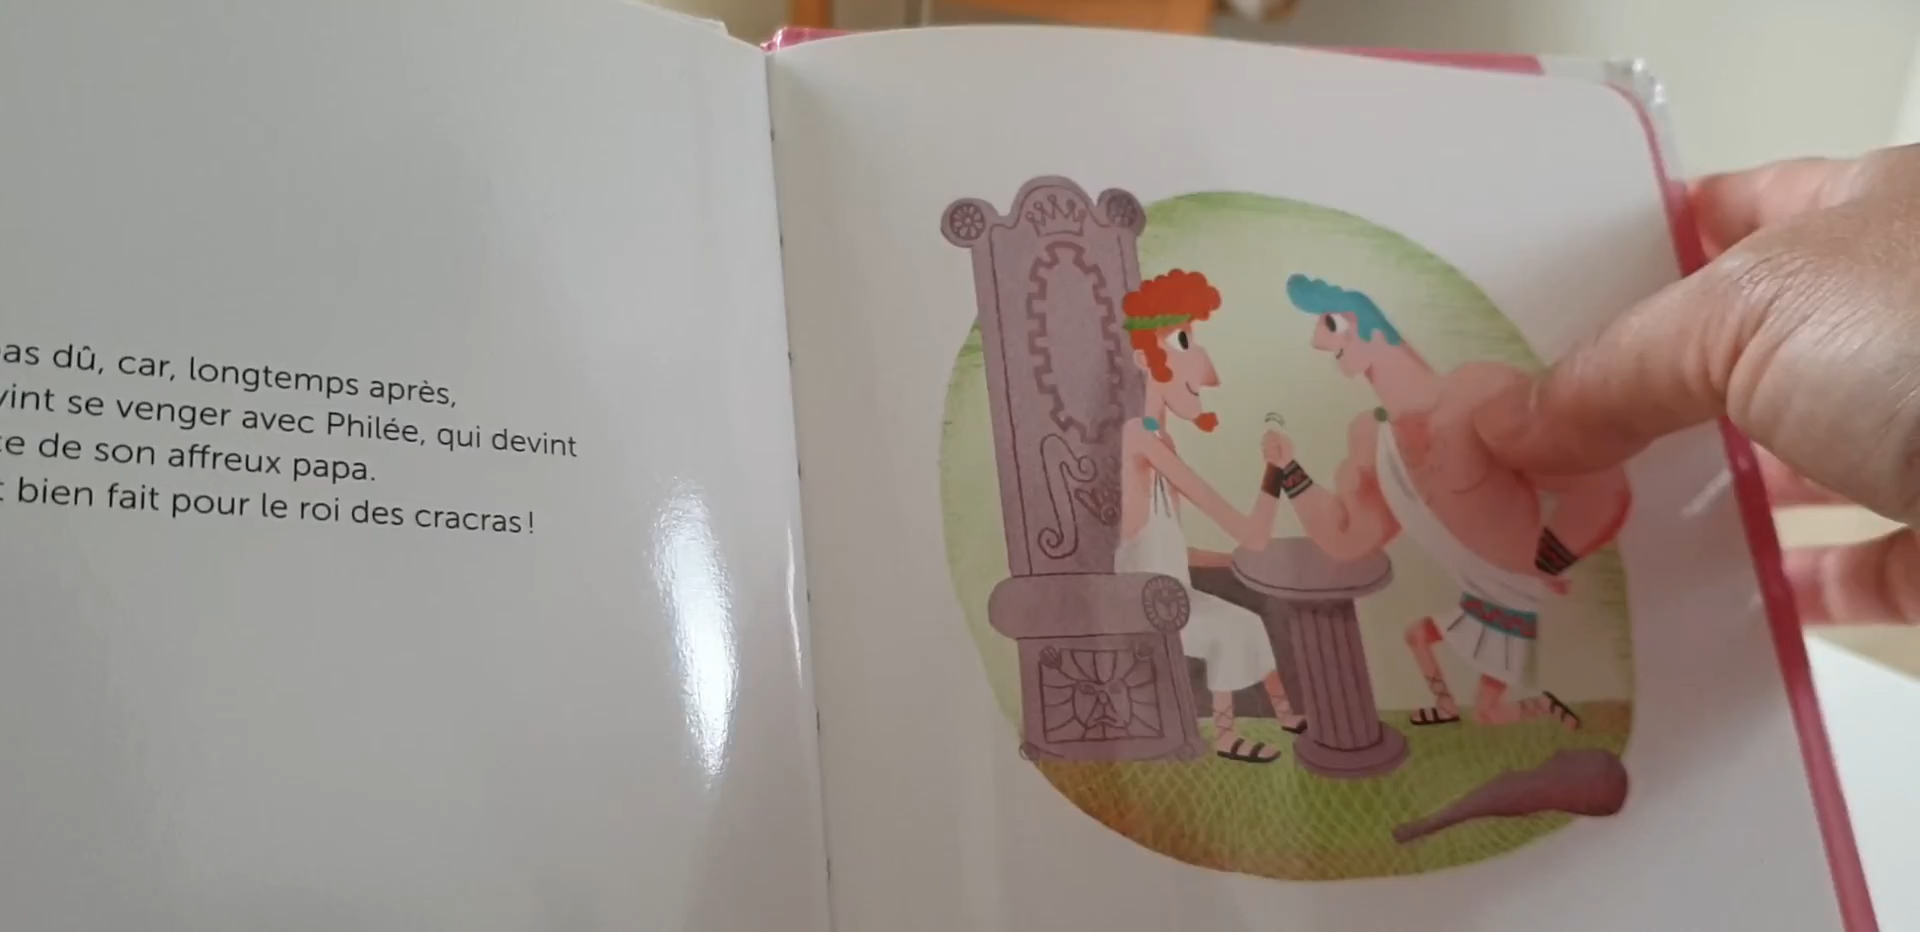 as dû, car, longtemps après,
vint se venger avec Philée, qui devint
e de son affreux papa.
bien fait pour le roi des cracras !